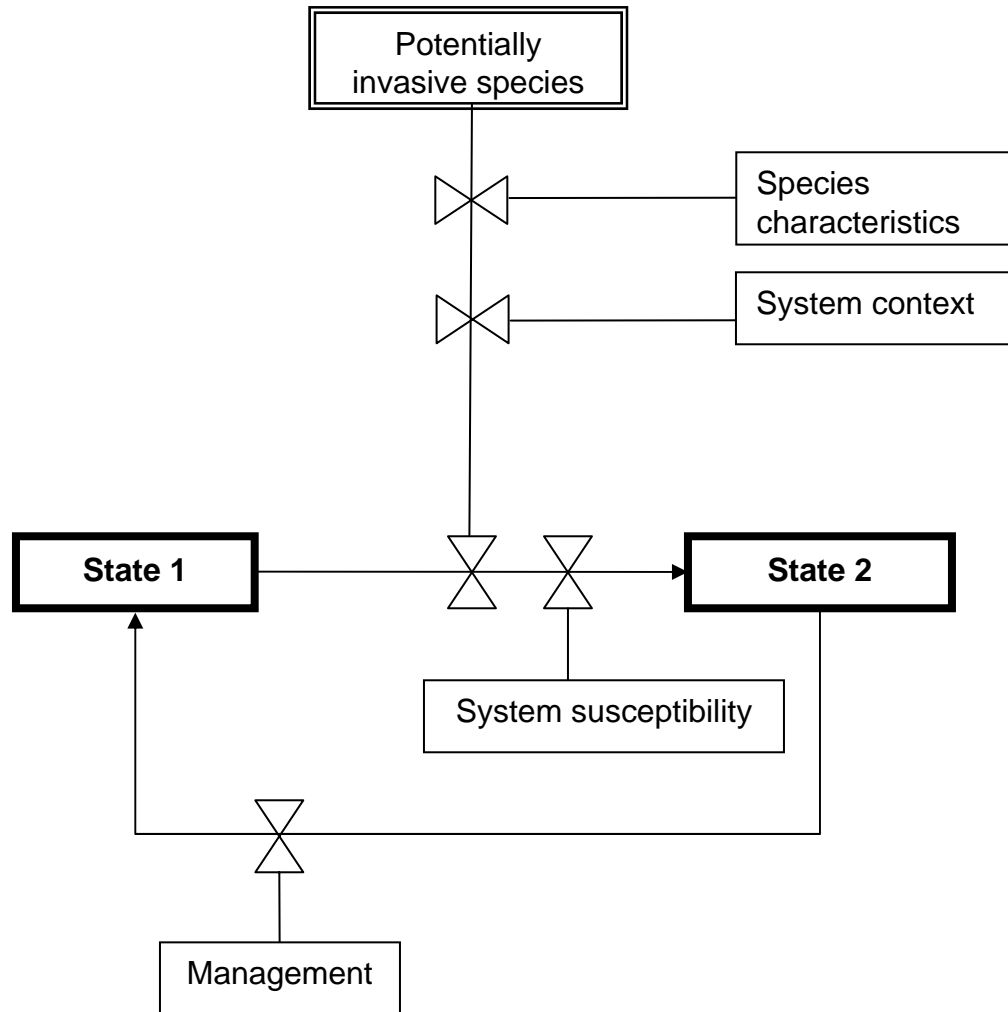 Potentially
invasive species
Species
characteristics
System context
State 1
State 2
System susceptibility
Management